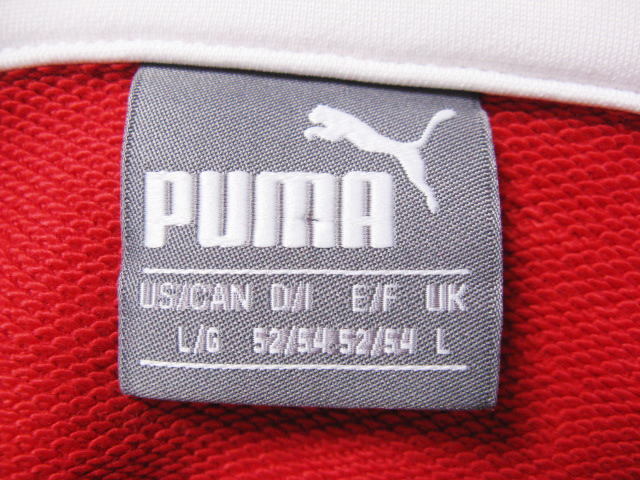 PUMA
US/CAN D/I E/F UK
L/G 52/54 52/54 L